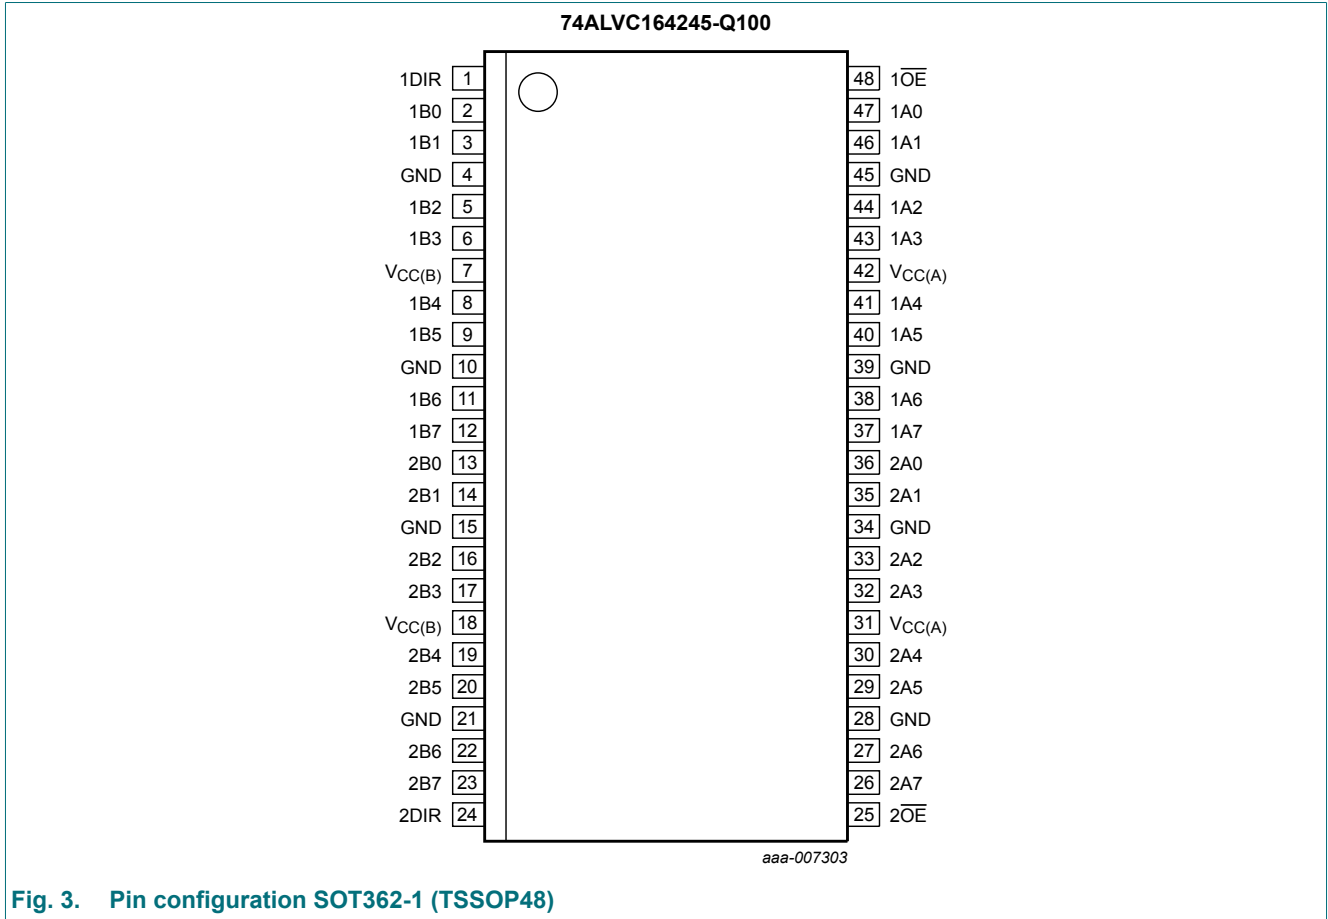 74ALVC164245-Q100
1DIR 1 48 1OE
1B0 2 47 1A0
1B1 3 46 1A1
GND 4 45 GND
1B2 5 44 1A2
1B3 6 43 1A3
VCC(B) 7 42 VCC(A)
1B4 8 41 1A4
1B5 9 40 1A5
GND 10 39 GND
1B6 11 38 1A6
1B7 12 37 1A7
2B0 13 36 2A0
2B1 14 35 2A1
GND 15 34 GND
2B2 16 33 2A2
2B3 17 32 2A3
VCC(B) 18 31 VCC(A)
2B4 19 30 2A4
2B5 20 29 2A5
GND 21 28 GND
2B6 22 27 2A6
2B7 23 26 2A7
2DIR 24 25 2OE
aaa-007303
Fig. 3. Pin configuration SOT362-1 (TSSOP48)